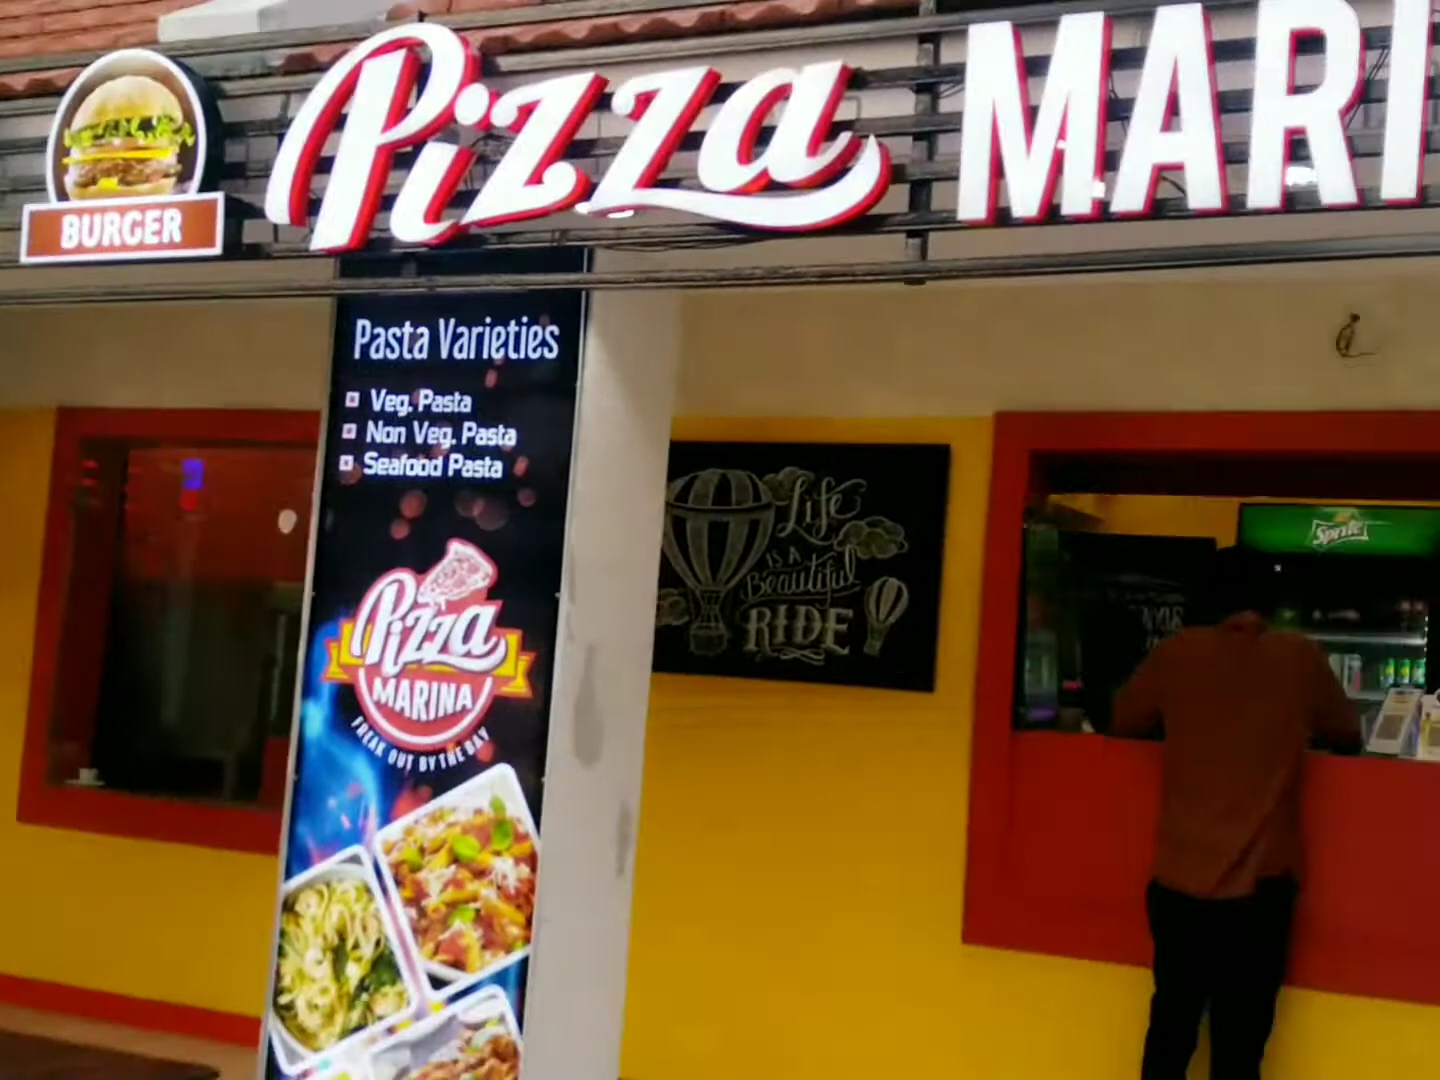 BURGER
Pizza MARI
Pasta Varieties
Veg. Pasta
Non Veg. Pasta
Seafood Pasta
Pizza
MARINA
FREAK OUT BY THE BAY
Life
IS A
Beautiful
RIDE
Sprite